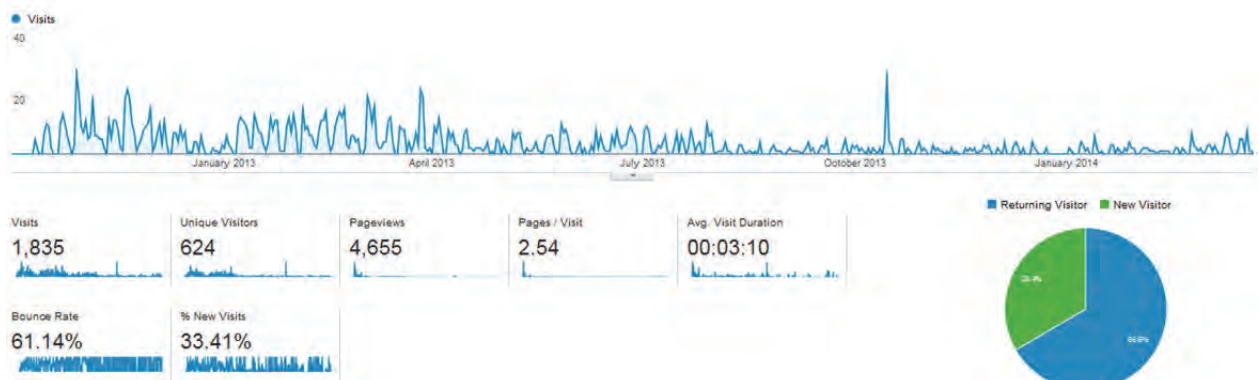 Visits
40
20
January 2013 April 2013 July 2013 October 2013 January 2014
Returning Visitor New Visitor
Visits Unique Visitors Pageviews Pages / Visit Avg. Visit Duration
1,835 624 4,655 2.54 00:03:10
Bounce Rate % New Visits
61.14% 33.41%